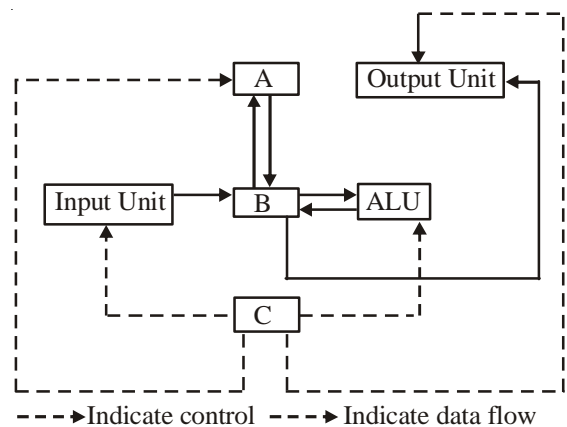 A
Output Unit
Input Unit
B
ALU
C
Indicate control
Indicate data flow